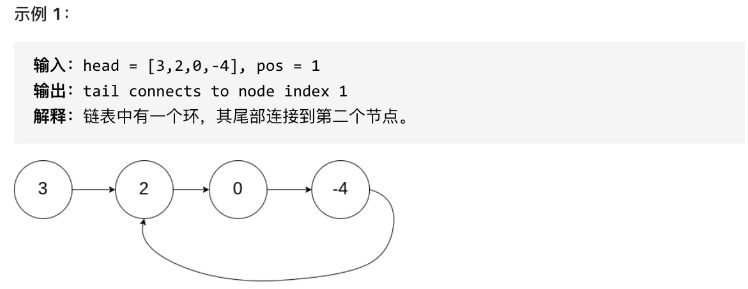 示例 1：
输入：head = [3,2,0,-4], pos = 1
输出：tail connects to node index 1
解释：链表中有一个环，其尾部连接到第二个节点。
3
2
0
-4